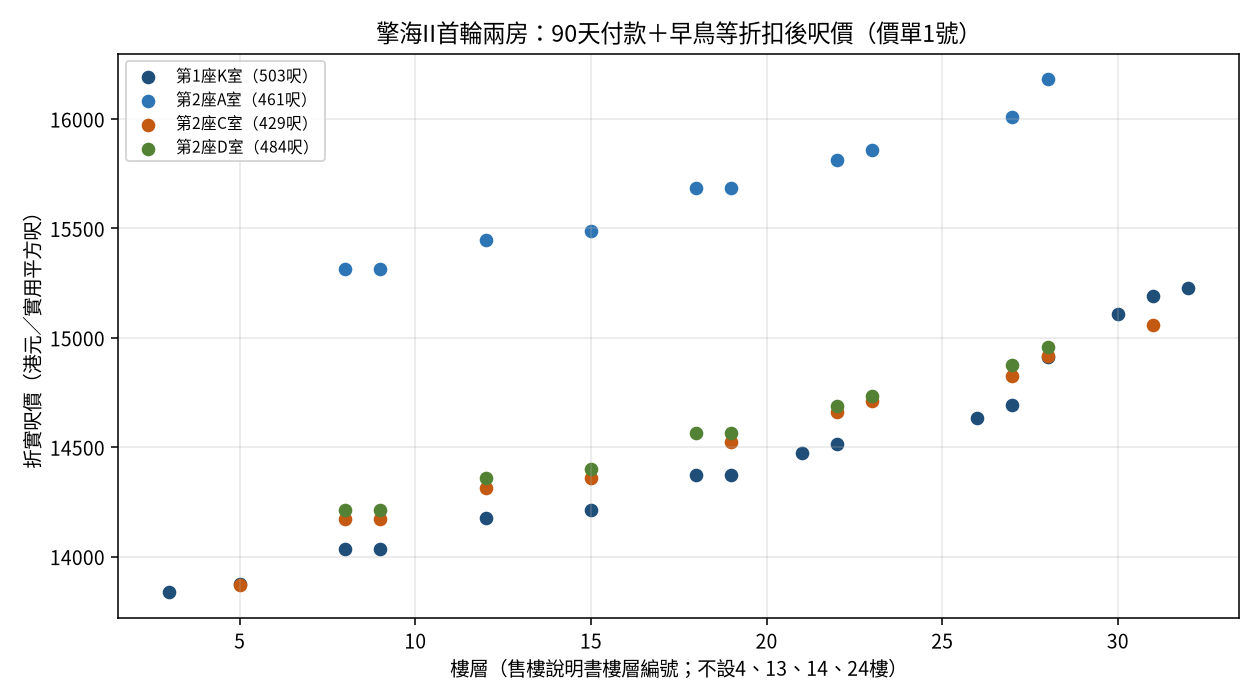 擎海II首輪兩房：90天付款＋早鳥等折扣後呎價（價單1號）
第1座K室（503呎）
第2座A室（461呎）
第2座C室（429呎）
第2座D室（484呎）
折實呎價（港元／實用平方呎）
16000
15500
15000
14500
14000
5
10
15
20
25
30
樓層（售樓說明書樓層編號；不設4、13、14、24樓）